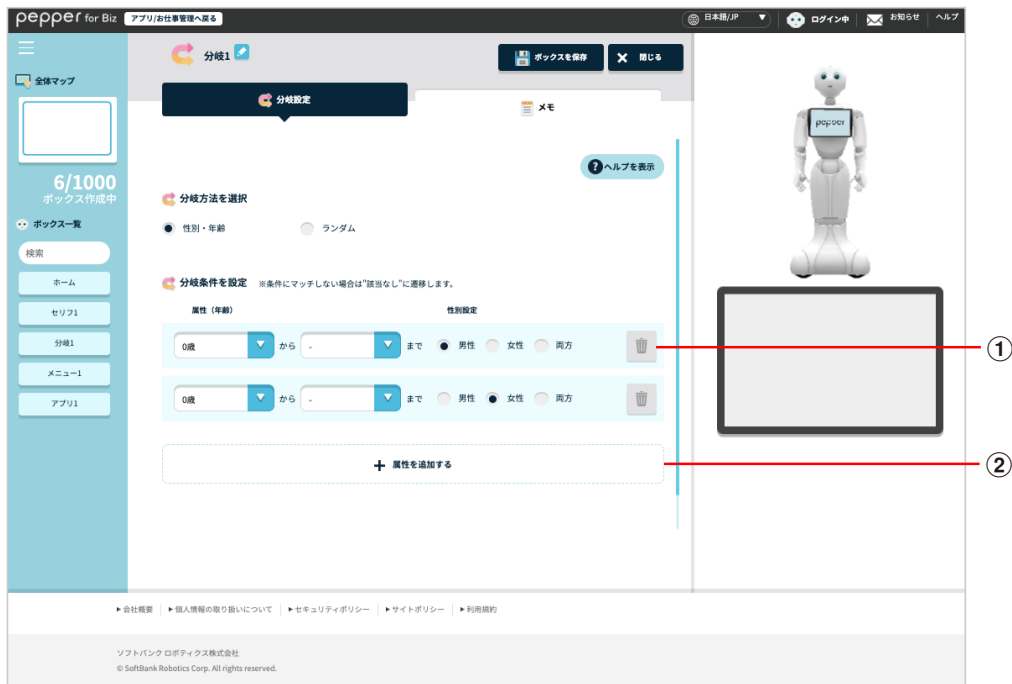 pepper for Biz アプリ/お仕事管理へ戻る 日本語/JP ▼ ログイン中 お知らせ ヘルプ
分岐1 ボックスを保存 × 閉じる
全体マップ
分岐設定 メモ
pepper
? ヘルプを表示
6/1000
ボックス作成中
分岐方法を選択
ボックス一覧
性別・年齢 ランダム
検索
ホーム
分岐条件を設定 ※条件にマッチしない場合は"該当なし"に遷移します。
セリフ1
属性（年齢） 性別設定
分岐1
0歳 から - まで 男性 女性 両方 ①
メニュー1
アプリ1
0歳 から - まで 男性 女性 両方
+ 属性を追加する ②
▶会社概要 ▶個人情報の取り扱いについて ▶セキュリティポリシー ▶サイトポリシー ▶利用規約
ソフトバンク ロボティクス株式会社
© SoftBank Robotics Corp. All rights reserved.